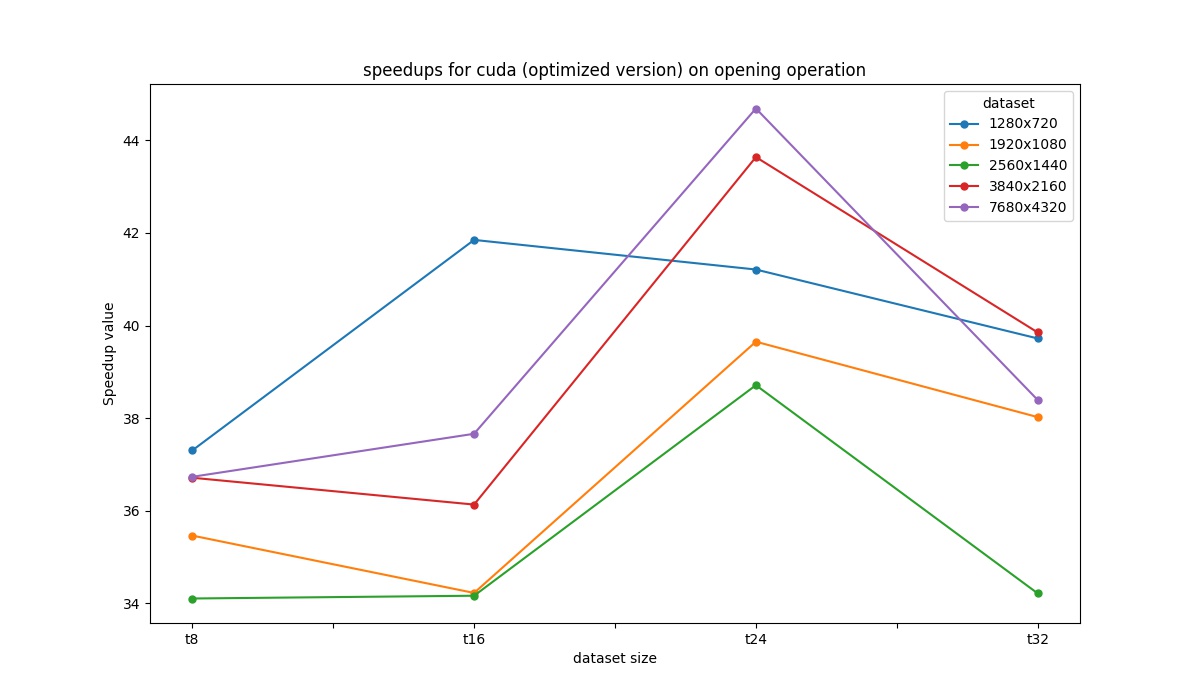 speedups for cuda (optimized version) on opening operation
dataset
1280x720
1920x1080
2560x1440
3840x2160
7680x4320
Speedup value
44
42
40
38
36
34
t8
t16
t24
t32
dataset size